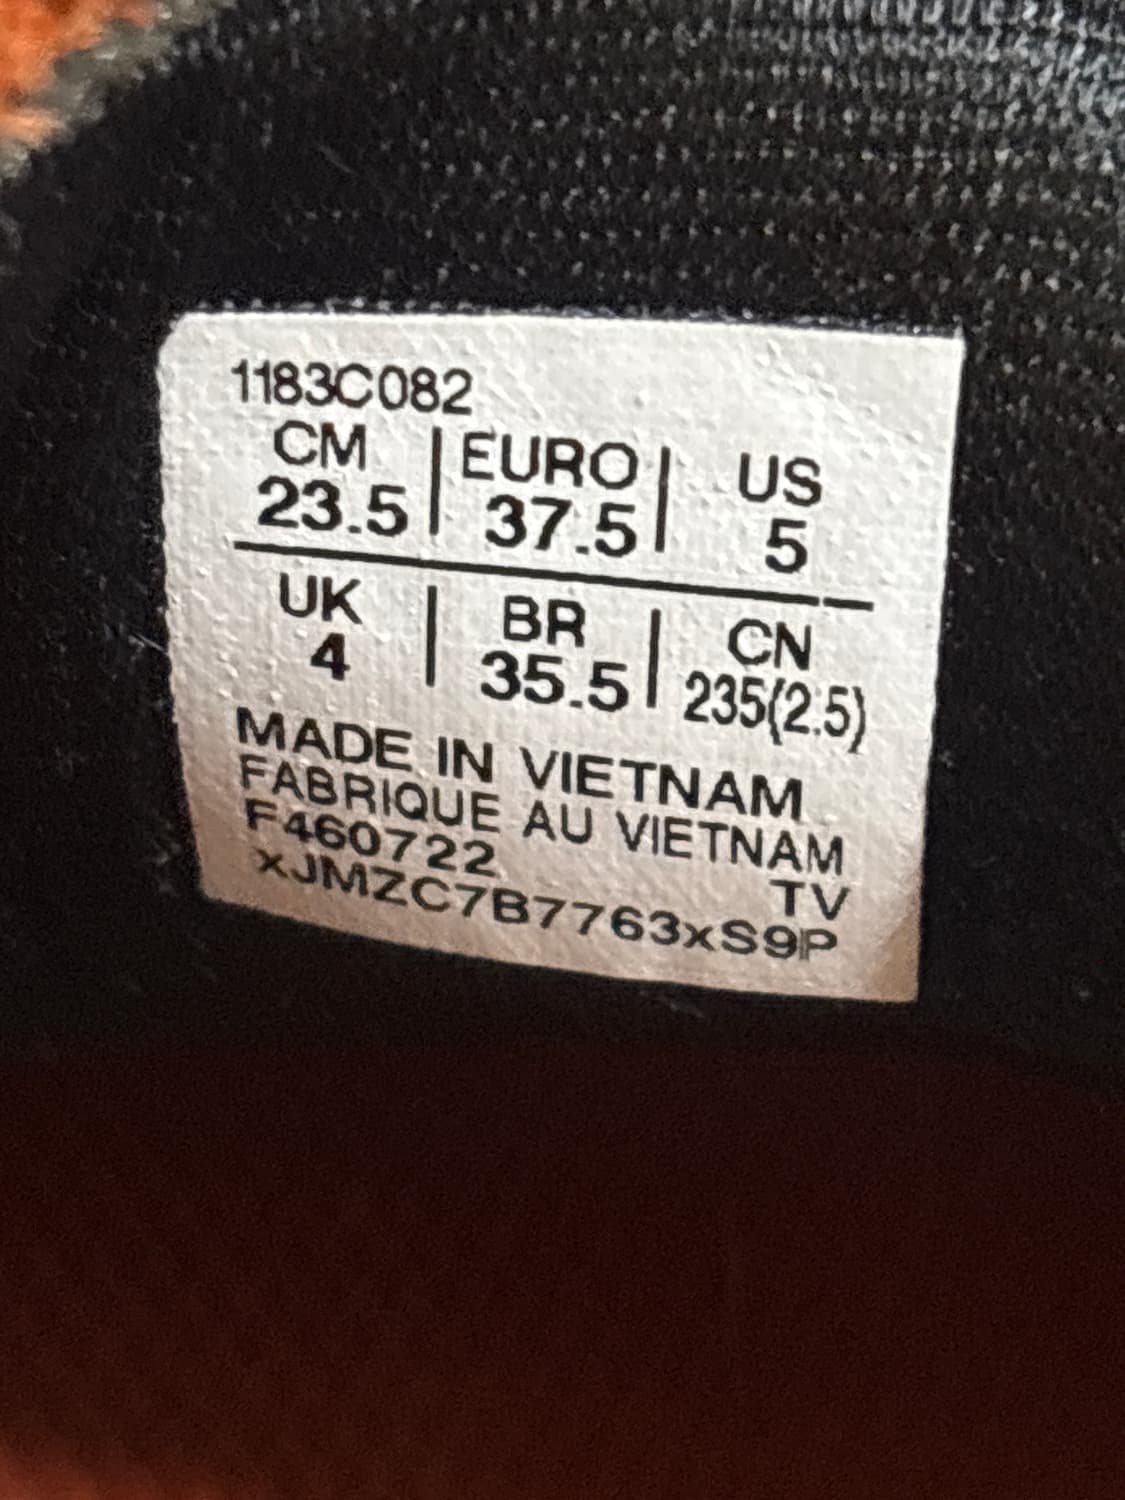 1183C082
CM | EURO | US
23.5 | 37.5 | 5
UK | BR | CN
4 | 35.5 | 235(2.5)
MADE IN VIETNAM
FABRIQUE AU VIETNAM
F460722 TV
xJMZC7B7763xS9P